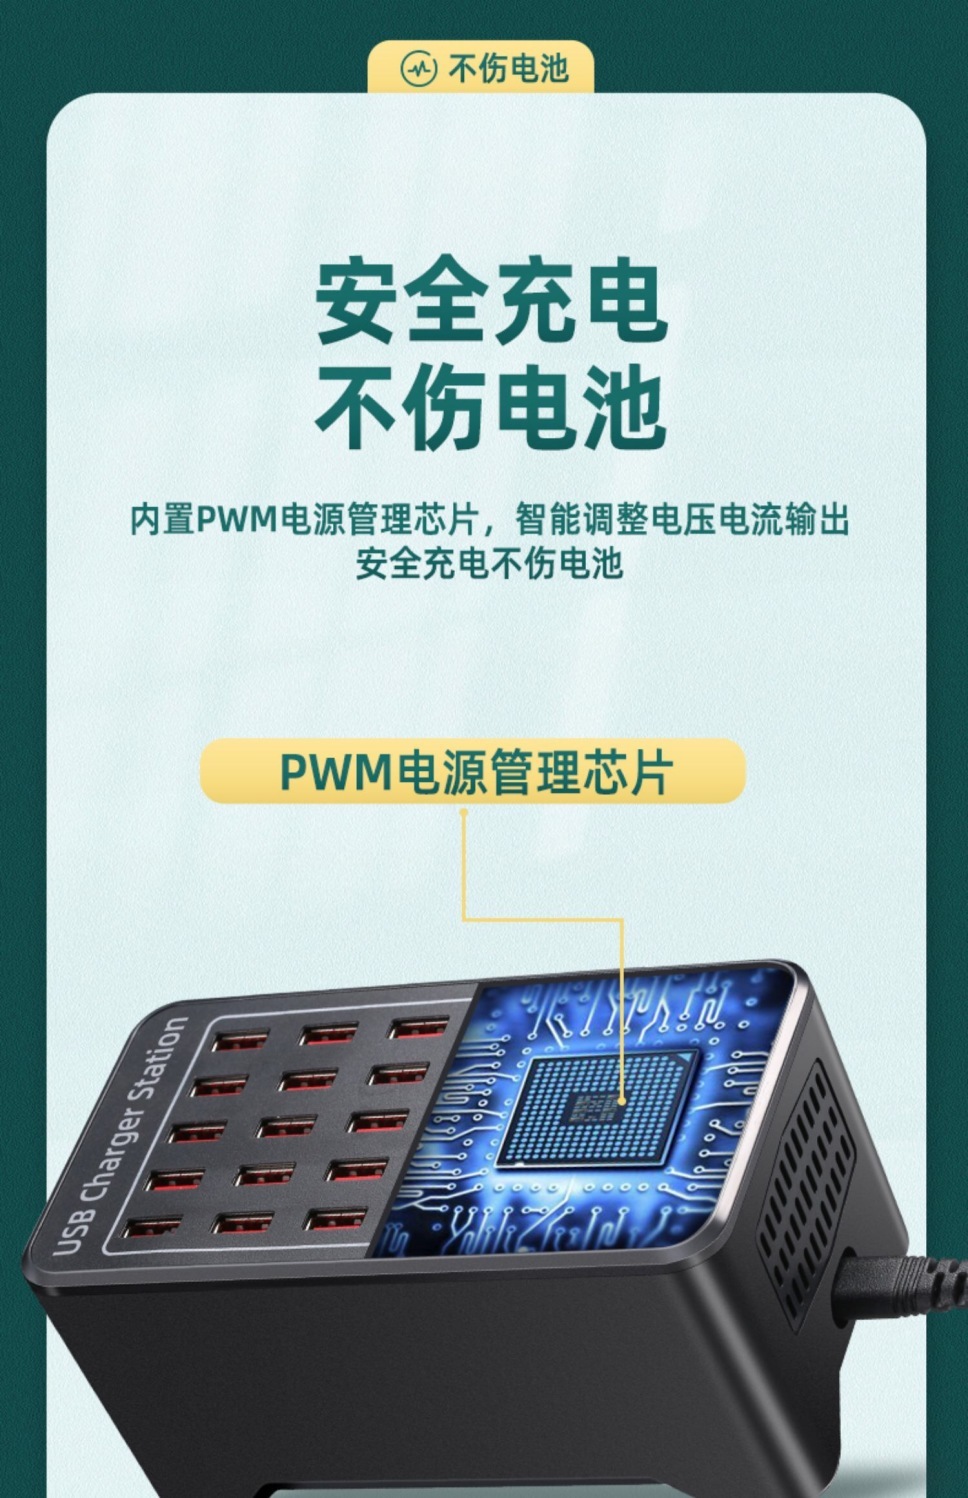 不伤电池
安全充电
不伤电池
内置PWM电源管理芯片，智能调整电压电流输出
安全充电不伤电池
PWM电源管理芯片
USB Charger Station